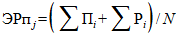 ЭРп_j = (∑П_i + ∑Р_i) / N